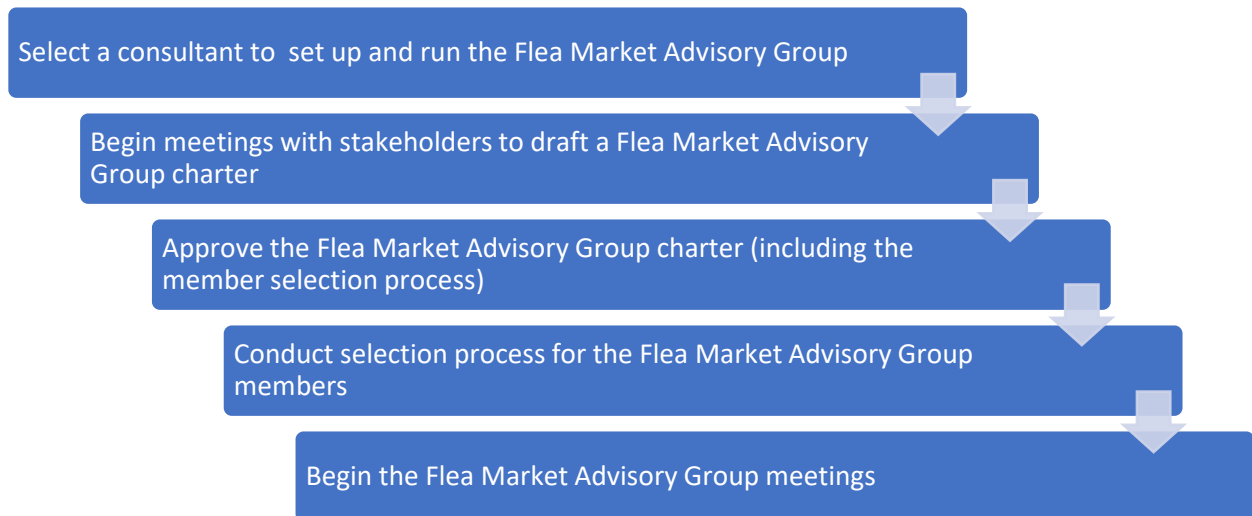 Select a consultant to  set up and run the Flea Market Advisory Group
Begin meetings with stakeholders to draft a Flea Market Advisory
Group charter
Approve the Flea Market Advisory Group charter (including the
member selection process)
Conduct selection process for the Flea Market Advisory Group
members
Begin the Flea Market Advisory Group meetings